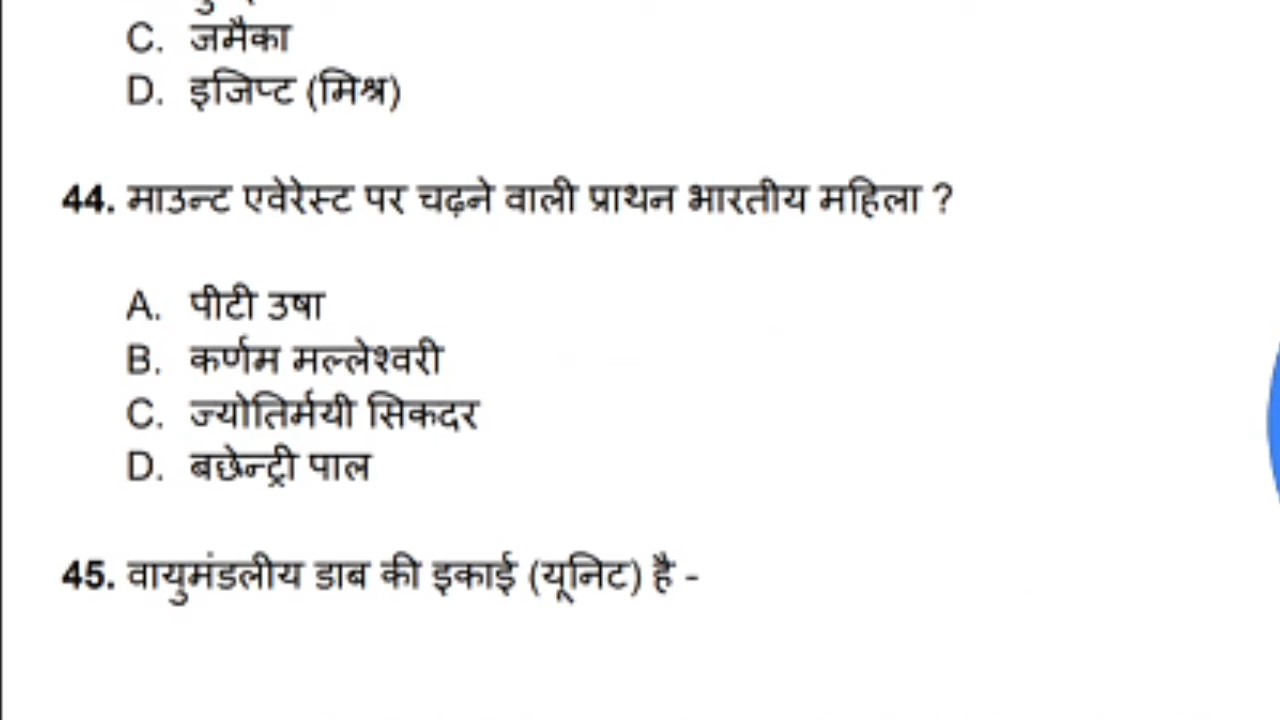 C. जमैका
D. इजिप्ट (मिश्र)
44. माउन्ट एवेरेस्ट पर चढ़ने वाली प्राथन भारतीय महिला ?
A. पीटी उषा
B. कर्णम मल्लेश्वरी
C. ज्योतिर्मयी सिकदर
D. बछेन्ट्री पाल
45. वायुमंडलीय डाब की इकाई (यूनिट) है -